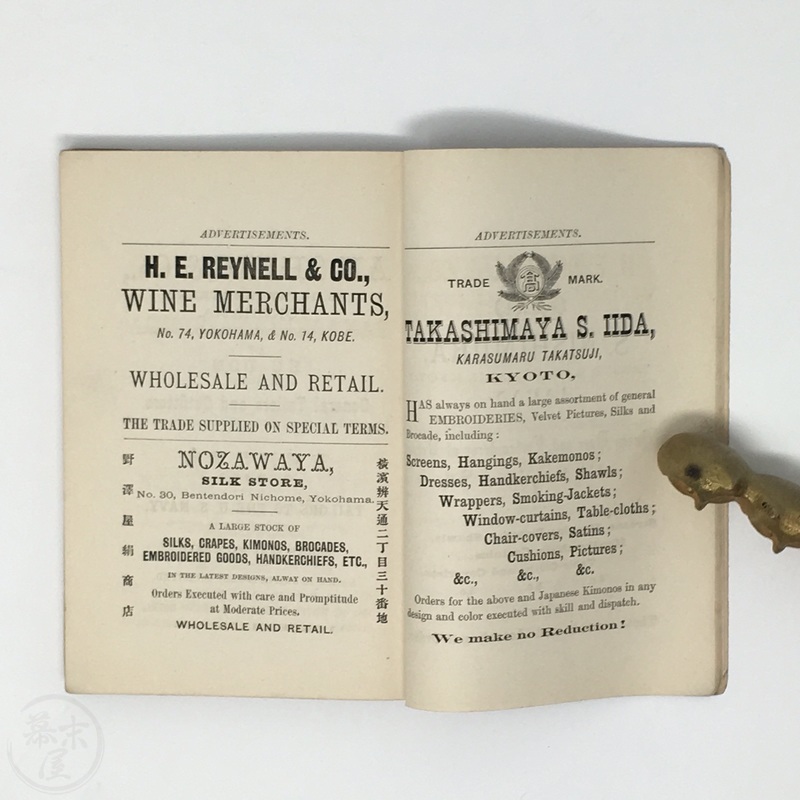 ADVERTISEMENTS.
H. E. REYNELL & CO.,
WINE MERCHANTS,
No. 74, YOKOHAMA, & No. 14, KOBE.
WHOLESALE AND RETAIL.
THE TRADE SUPPLIED ON SPECIAL TERMS.
野澤屋絹商店
NOZAWAYA,
SILK STORE,
No. 30, Bentendori Nichome, Yokohama.
A LARGE STOCK OF
SILKS, CRAPES, KIMONOS, BROCADES,
EMBROIDERED GOODS, HANDKERCHIEFS, ETC.,
IN THE LATEST DESIGNS, ALWAY ON HAND.
Orders Executed with care and Promptitude
at Moderate Prices.
WHOLESALE AND RETAIL.
橫濱辨天通二丁目三十番地
ADVERTISEMENTS.
TRADE 高 MARK.
TAKASHIMAYA S. IIDA,
KARASUMARU TAKATSUJI,
KYOTO,
HAS always on hand a large assortment of general
EMBROIDERIES, Velvet Pictures, Silks and
Brocade, including:
Screens, Hangings, Kakemonos;
Dresses, Handkerchiefs, Shawls;
Wrappers, Smoking-Jackets;
Window-curtains, Table-cloths;
Chair-covers, Satins;
Cushions, Pictures;
&c., &c., &c.
Orders for the above and Japanese Kimonos in any
design and color executed with skill and dispatch.
We make no Reduction!
幕末屋